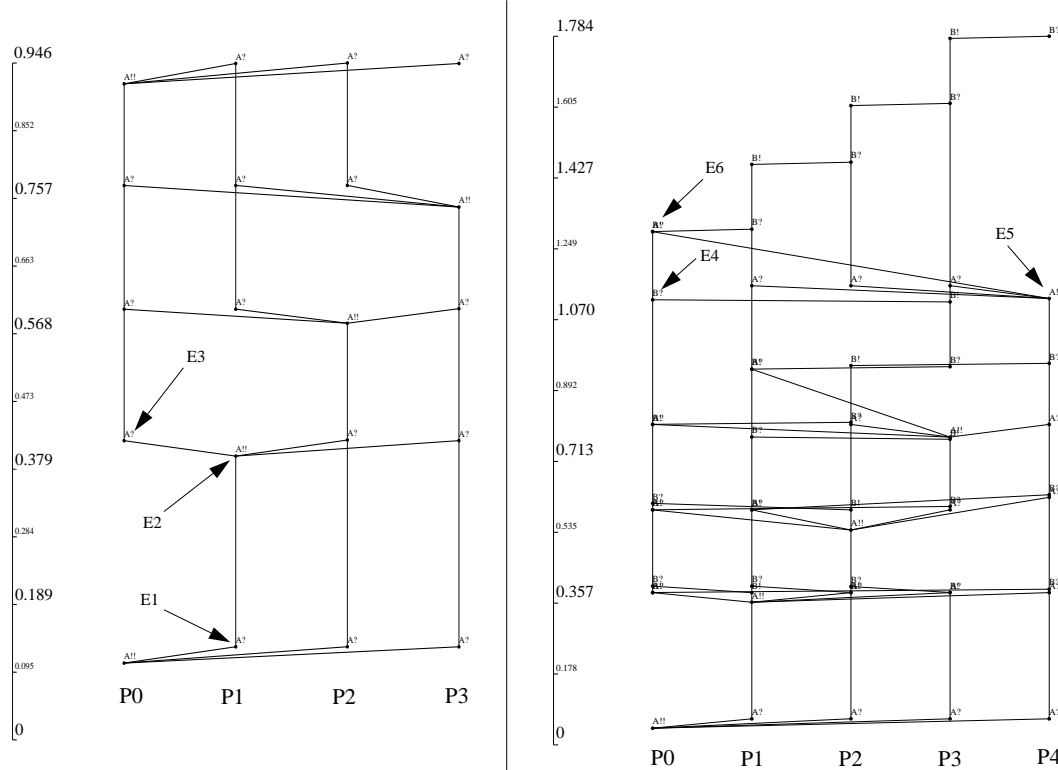 0.946
A? A? A?
A!!
0.852
A? A? A?
0.757
A!!
0.663
A? A? A?
A!!
0.568
E3
0.473
A? A? A?
A!!
0.379
E2
0.284
0.189
E1
A? A? A?
A!!
0.095
P0 P1 P2 P3
0
1.784
B! B?
1.605
B! B?
1.427
B! B?
E6
B?
E5
1.249
E4
A? A? A?
B? B!
1.070
B! B? B?
0.892
B? A? A?
A!!
B?
0.713
B? B? A?
B! A?
A!!
0.535
B? B! B? B?
A!!
0.357
0.178
A? A? A? A?
A!!
0
P0 P1 P2 P3 P4